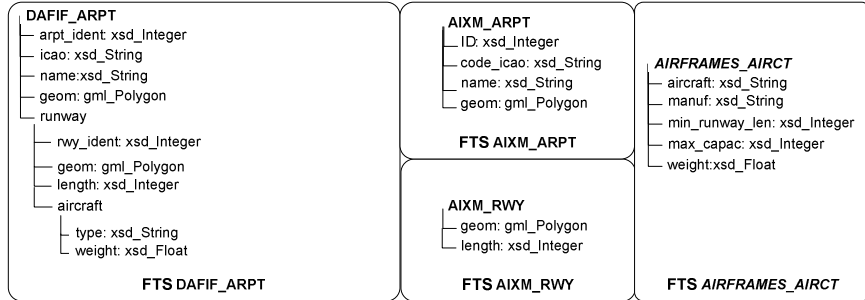 DAFIF_ARPT
arpt_ident: xsd_Integer
icao: xsd_String
name:xsd_String
geom: gml_Polygon
runway
rwy_ident: xsd_Integer
geom: gml_Polygon
length: xsd_Integer
aircraft
type: xsd_String
weight: xsd_Float
FTS DAFIF_ARPT
AIXM_ARPT
ID: xsd_Integer
code_icao: xsd_String
name: xsd_String
geom: gml_Polygon
FTS AIXM_ARPT
AIXM_RWY
geom: gml_Polygon
length: xsd_Integer
FTS AIXM_RWY
AIRFRAMES_AIRCT
aircraft: xsd_String
manuf: xsd_String
min_runway_len: xsd_Integer
max_capac: xsd_Integer
weight:xsd_Float
FTS AIRFRAMES_AIRCT